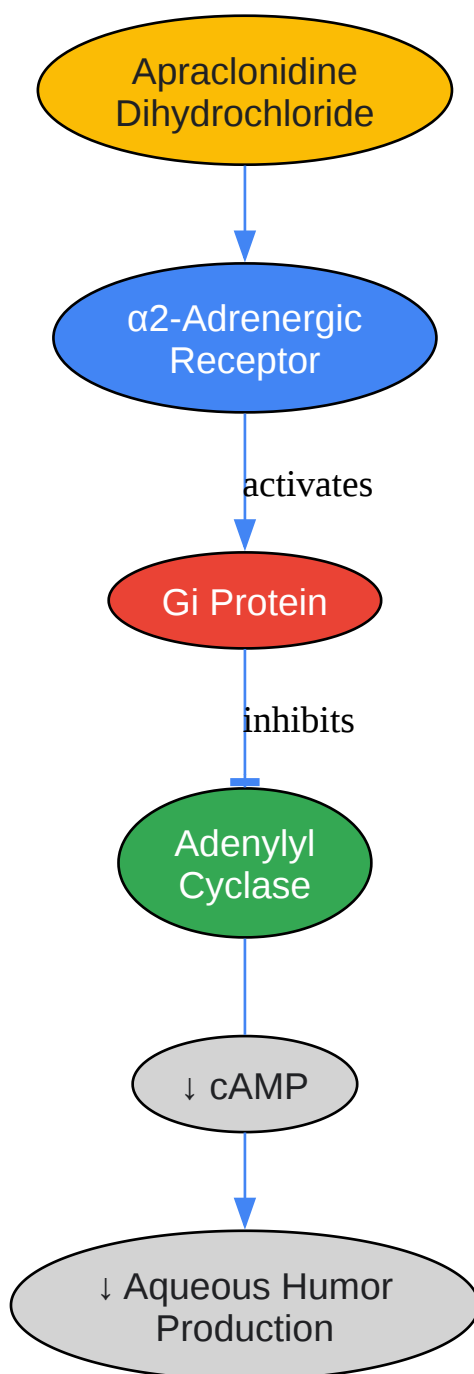 Apraclonidine
Dihydrochloride
α2-Adrenergic
Receptor
activates
Gi Protein
inhibits
Adenylyl
Cyclase
↓ cAMP
↓ Aqueous Humor
Production